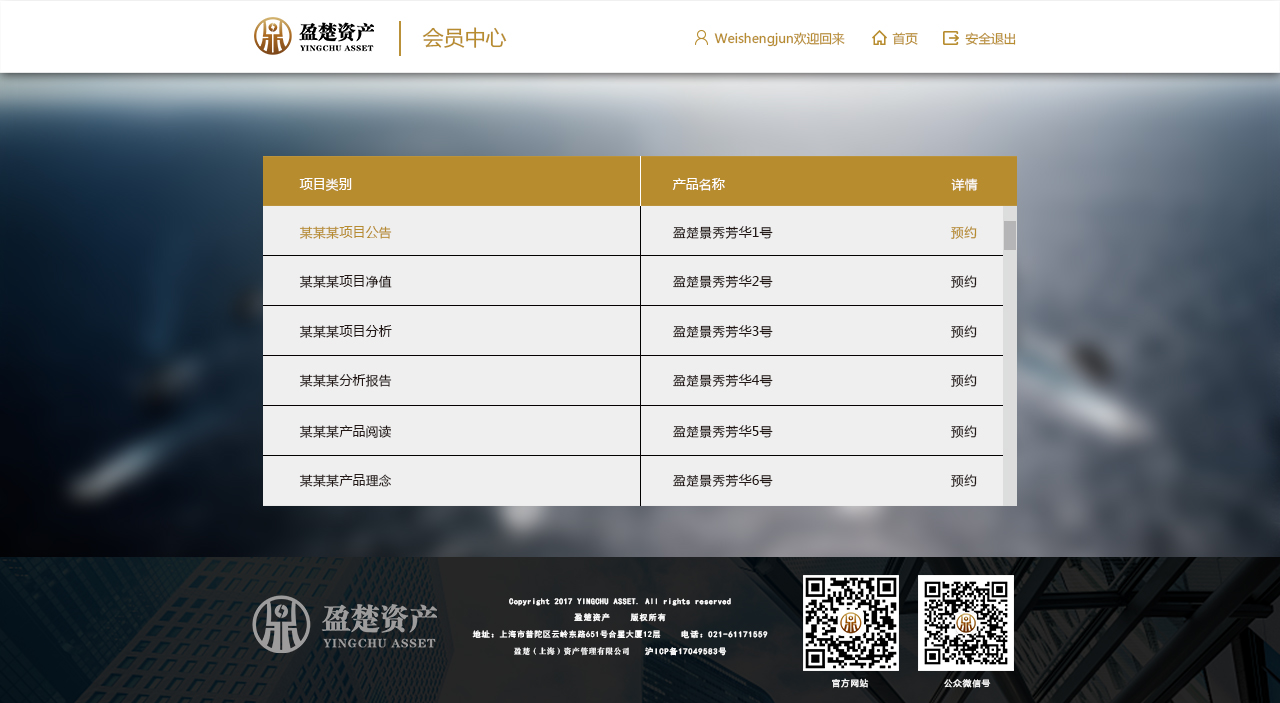 盈楚资产
YINGCHU ASSET
会员中心
Weishengjun欢迎回来
首页
安全退出
项目类别 产品名称 详情
某某某项目公告 盈楚景秀芳华1号 预约
某某某项目净值 盈楚景秀芳华2号 预约
某某某项目分析 盈楚景秀芳华3号 预约
某某某分析报告 盈楚景秀芳华4号 预约
某某某产品阅读 盈楚景秀芳华5号 预约
某某某产品理念 盈楚景秀芳华6号 预约
盈楚资产
YINGCHU ASSET
Copyright 2017 YINGCHU ASSET. All rights reserved
盈楚资产 版权所有
地址：上海市普陀区云岭东路651号合星大厦12层 电话：021-61171559
盈楚（上海）资产管理有限公司 沪ICP备17049583号
官方网站
公众微信号